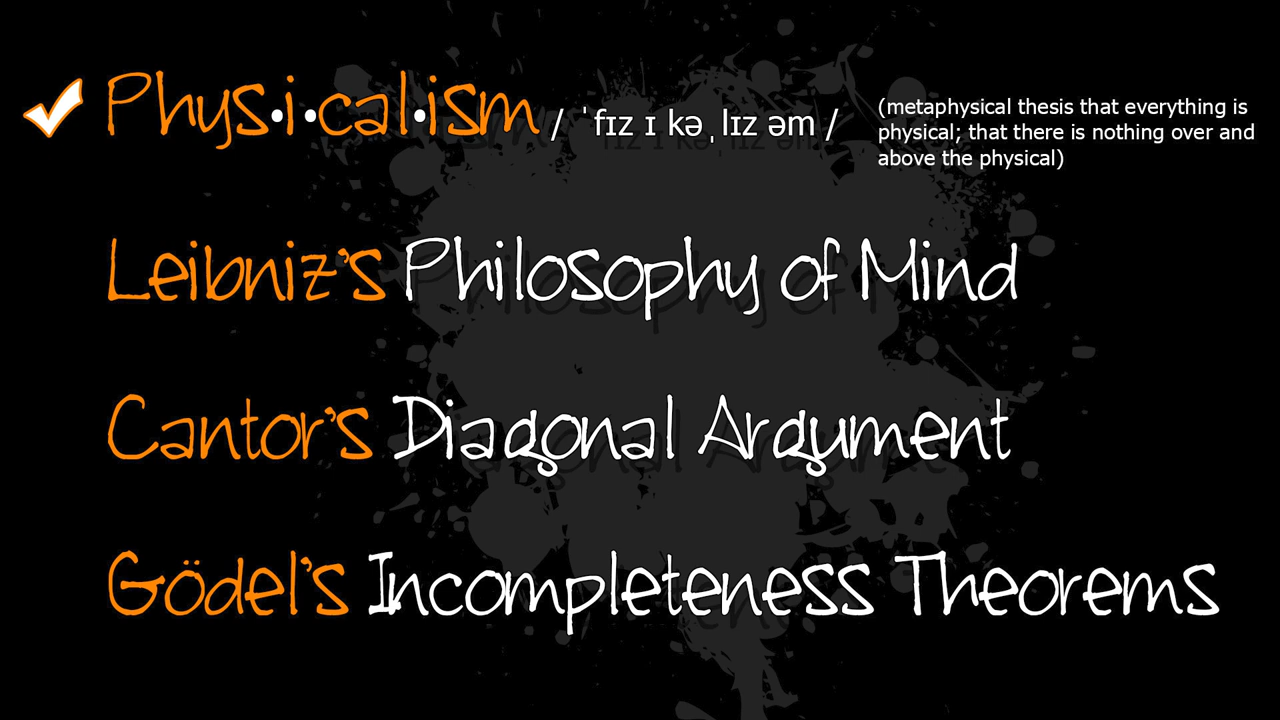 Phys•i•cal•ism / ˈfɪz ɪ kəˌlɪz əm / (metaphysical thesis that everything is
physical; that there is nothing over and
above the physical)
Leibniz's Philosophy of Mind
Cantor's Diagonal Argument
Gödel's Incompleteness Theorems